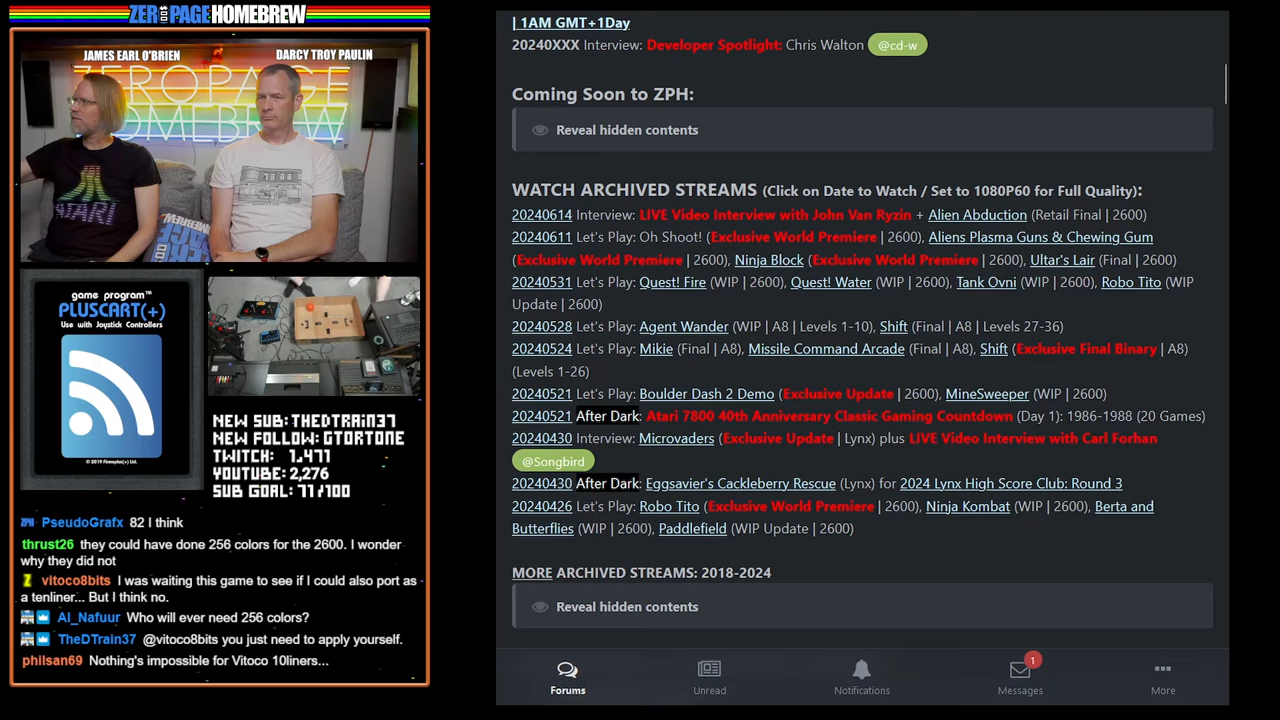 ZEROPAGE HOMEBREW
JAMES EARL O'BRIEN
DARCY TROY PAULIN
ZEROPAGE
HOMEBREW
ATARI
game program™
PLUSCART(+)
Use with Joystick Controllers
NEW SUB: THEDTRAIN37
NEW FOLLOW: GTORTONE
TWITCH: 1,471
YOUTUBE: 2,276
SUB GOAL: 71/100
PseudoGrafx 82 I think
thrust26 they could have done 256 colors for the 2600. I wonder
why they did not
vitoco8bits I was waiting this game to see if I could also port as
a tenliner... But I think no.
Al_Nafuur Who will ever need 256 colors?
TheDTrain37 @vitoco8bits you just need to apply yourself.
philsan69 Nothing's impossible for Vitoco 10liners...
| 1AM GMT+1Day
20240XXX Interview: Developer Spotlight: Chris Walton @cd-w
Coming Soon to ZPH:
Reveal hidden contents
WATCH ARCHIVED STREAMS (Click on Date to Watch / Set to 1080P60 for Full Quality):
20240614 Interview: LIVE Video Interview with John Van Ryzin + Alien Abduction (Retail Final | 2600)
20240611 Let's Play: Oh Shoot! (Exclusive World Premiere | 2600), Aliens Plasma Guns & Chewing Gum
(Exclusive World Premiere | 2600), Ninja Block (Exclusive World Premiere | 2600), Ultar's Lair (Final | 2600)
20240531 Let's Play: Quest! Fire (WIP | 2600), Quest! Water (WIP | 2600), Tank Ovni (WIP | 2600), Robo Tito (WIP
Update | 2600)
20240528 Let's Play: Agent Wander (WIP | A8 | Levels 1-10), Shift (Final | A8 | Levels 27-36)
20240524 Let's Play: Mikie (Final | A8), Missile Command Arcade (Final | A8), Shift (Exclusive Final Binary | A8)
(Levels 1-26)
20240521 Let's Play: Boulder Dash 2 Demo (Exclusive Update | 2600), MineSweeper (WIP | 2600)
20240521 After Dark: Atari 7800 40th Anniversary Classic Gaming Countdown (Day 1): 1986-1988 (20 Games)
20240430 Interview: Microvaders (Exclusive Update | Lynx) plus LIVE Video Interview with Carl Forhan
@Songbird
20240430 After Dark: Eggsavier's Cackleberry Rescue (Lynx) for 2024 Lynx High Score Club: Round 3
20240426 Let's Play: Robo Tito (Exclusive World Premiere | 2600), Ninja Kombat (WIP | 2600), Berta and
Butterflies (WIP | 2600), Paddlefield (WIP Update | 2600)
MORE ARCHIVED STREAMS: 2018-2024
Reveal hidden contents
1
Forums
Unread
Notifications
Messages
More